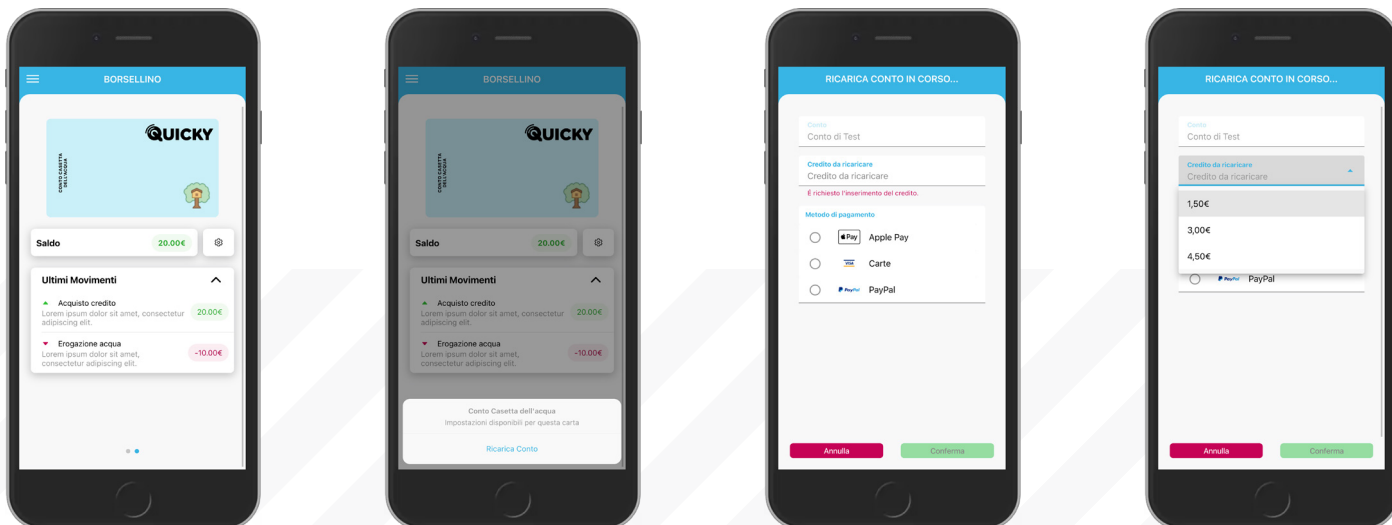 BORSELLINO
QUICKY
CONTO CASETTA
DELL'ACQUA
Saldo
20.00€
Ultimi Movimenti
Acquisto credito
Lorem ipsum dolor sit amet, consectetur
adipiscing elit.
20.00€
Erogazione acqua
Lorem ipsum dolor sit amet,
consectetur adipiscing elit.
-10.00€
BORSELLINO
QUICKY
CONTO CASETTA
DELL'ACQUA
Saldo
20.00€
Ultimi Movimenti
Acquisto credito
Lorem ipsum dolor sit amet, consectetur
adipiscing elit.
20.00€
Erogazione acqua
Lorem ipsum dolor sit amet,
consectetur adipiscing elit.
-10.00€
Conto Casetta dell'acqua
Impostazioni disponibili per questa carta
Ricarica Conto
RICARICA CONTO IN CORSO...
Conto
Conto di Test
Credito da ricaricare
Credito da ricaricare
È richiesto l'inserimento del credito.
Metodo di pagamento
Pay Apple Pay
VISA Carte
PayPal PayPal
Annulla
Conferma
RICARICA CONTO IN CORSO...
Conto
Conto di Test
Credito da ricaricare
Credito da ricaricare
1,50€
3,00€
4,50€
PayPal PayPal
Annulla
Conferma